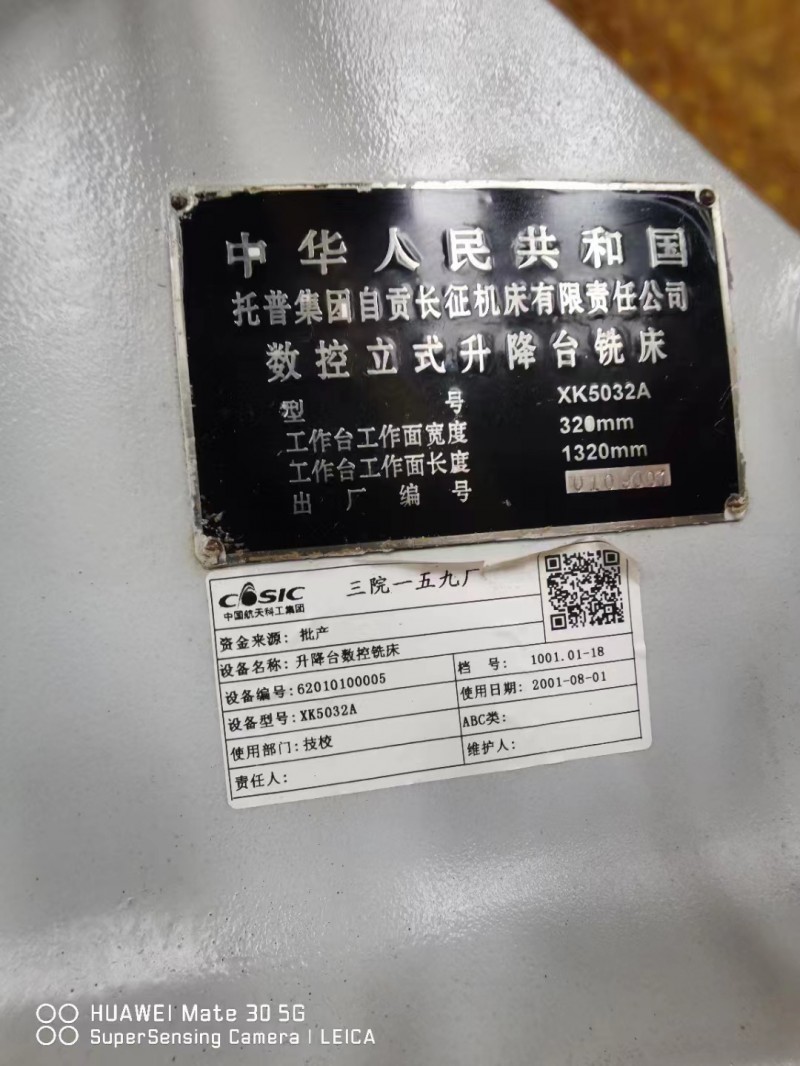 中华人民共和国
托普集团自贡长征机床有限责任公司
数控立式升降台铣床
型号 XK5032A
工作台工作面宽度 320mm
工作台工作面长度 1320mm
出厂编号
CASIC
中国航天科工集团
三院一五九厂
资金来源: 批产
设备名称: 升降台数控铣床
设备编号: 62010100005 档 号: 1001.01-18
设备型号: XK5032A 使用日期: 2001-08-01
使用部门: 技校 ABC类:
责任人: 维护人:
HUAWEI Mate 30 5G
SuperSensing Camera | LEICA